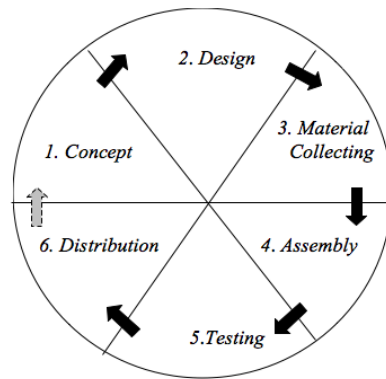 1. Concept
2. Design
3. Material
Collecting
4. Assembly
5.Testing
6. Distribution